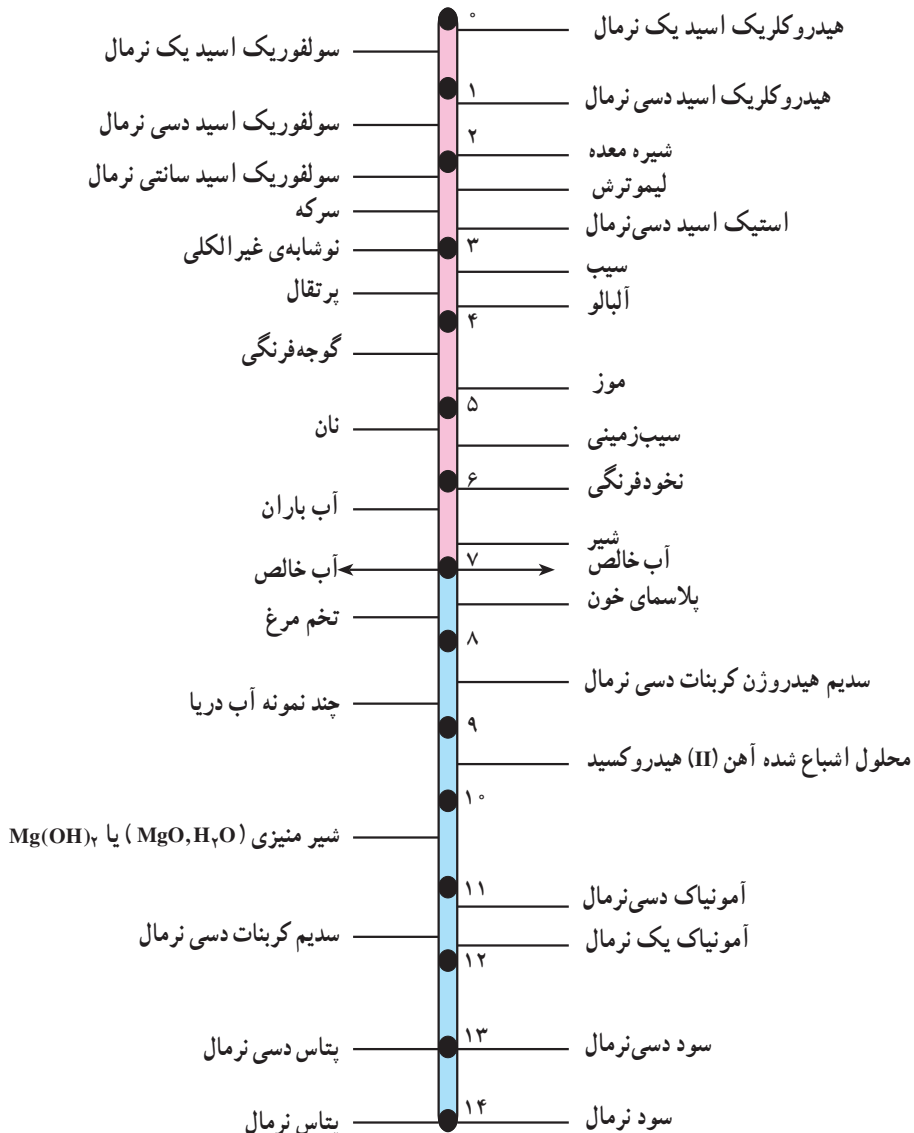 ۰
هیدروکلریک اسید یک نرمال
سولفوریک اسید یک نرمال
۱
هیدروکلریک اسید دسی نرمال
سولفوریک اسید دسی نرمال
۲
شیره معده
سولفوریک اسید سانتی نرمال
لیموترش
سرکه
استیک اسید دسی‌نرمال
۳
نوشابه‌ی غیرالکلی
سیب
پرتقال
آلبالو
۴
گوجه‌فرنگی
موز
۵
نان
سیب‌زمینی
۶
نخودفرنگی
آب باران
شیر
۷
آب خالص
آب خالص
پلاسمای خون
تخم مرغ
۸
سدیم هیدروژن کربنات دسی نرمال
چند نمونه آب دریا
۹
محلول اشباع شده آهن (II) هیدروکسید
۱۰
شیر منیزی (MgO,H۲O) یا Mg(OH)۲
۱۱
آمونیاک دسی‌نرمال
سدیم کربنات دسی نرمال
آمونیاک یک نرمال
۱۲
۱۳
سود دسی‌نرمال
پتاس دسی نرمال
۱۴
سود نرمال
پتاس نرمال